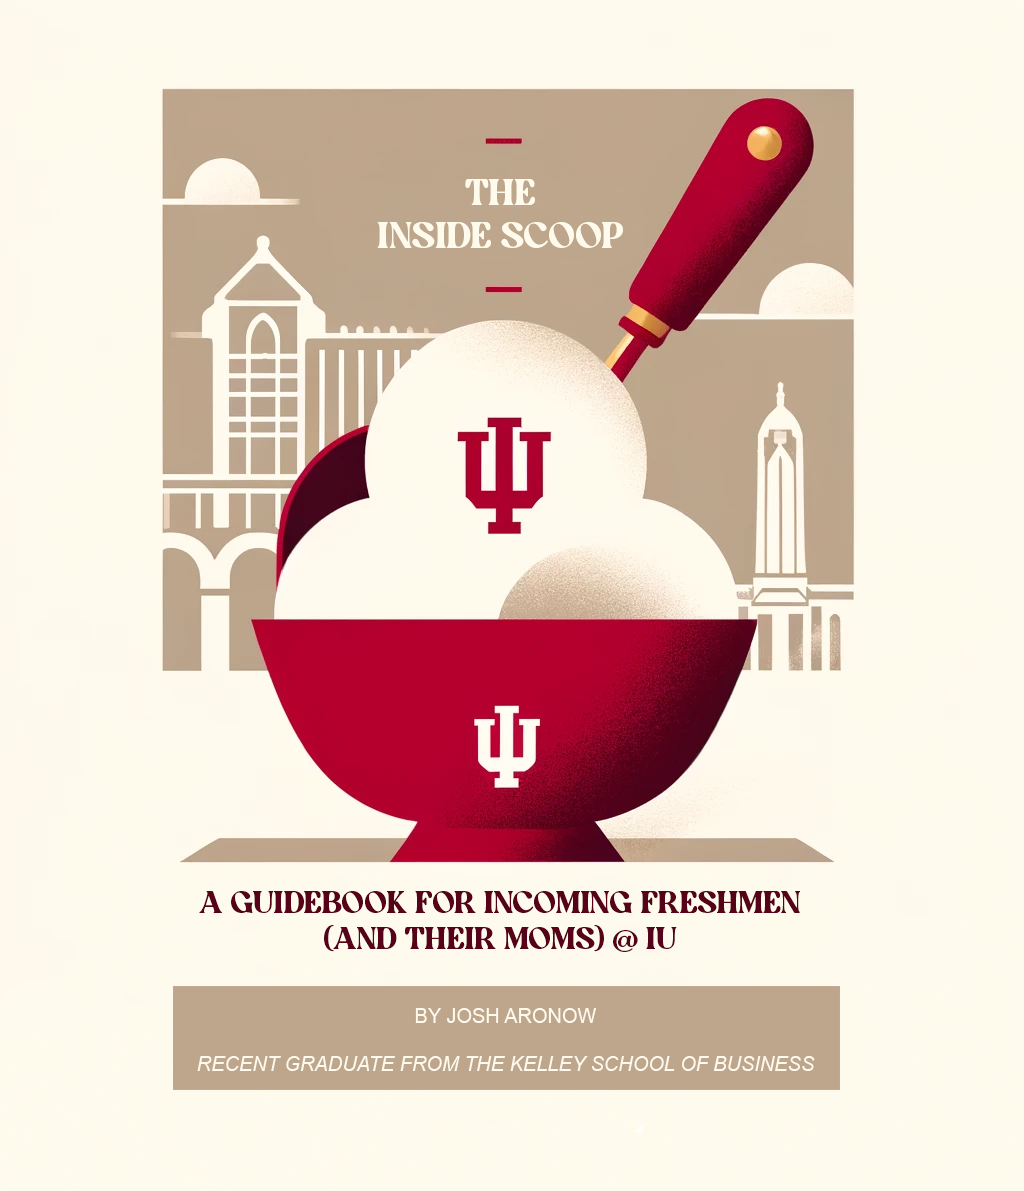 THE
INSIDE SCOOP
A GUIDEBOOK FOR INCOMING FRESHMEN
(AND THEIR MOMS) @ IU
BY JOSH ARONOW
RECENT GRADUATE FROM THE KELLEY SCHOOL OF BUSINESS